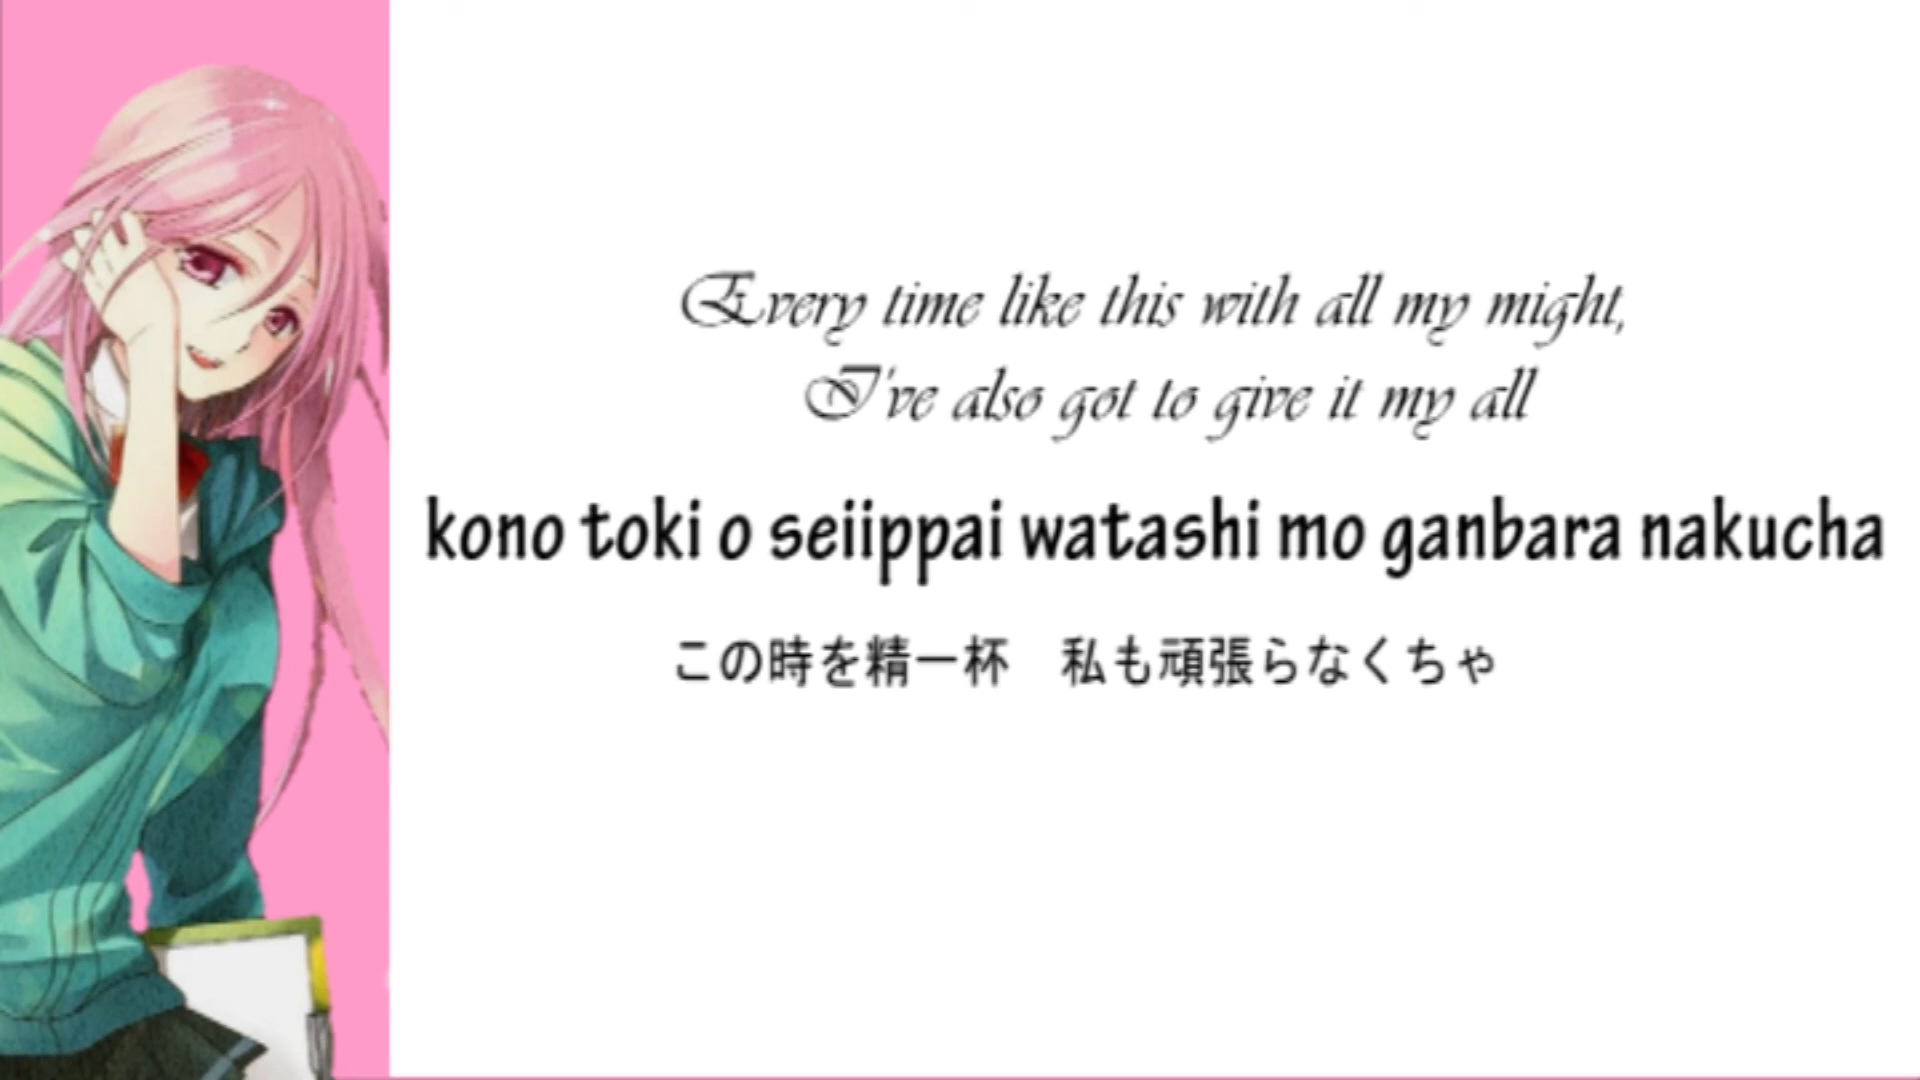 Every time like this with all my might,
I've also got to give it my all
kono toki o seiippai watashi mo ganbara nakucha
この時を精一杯　私も頑張らなくちゃ